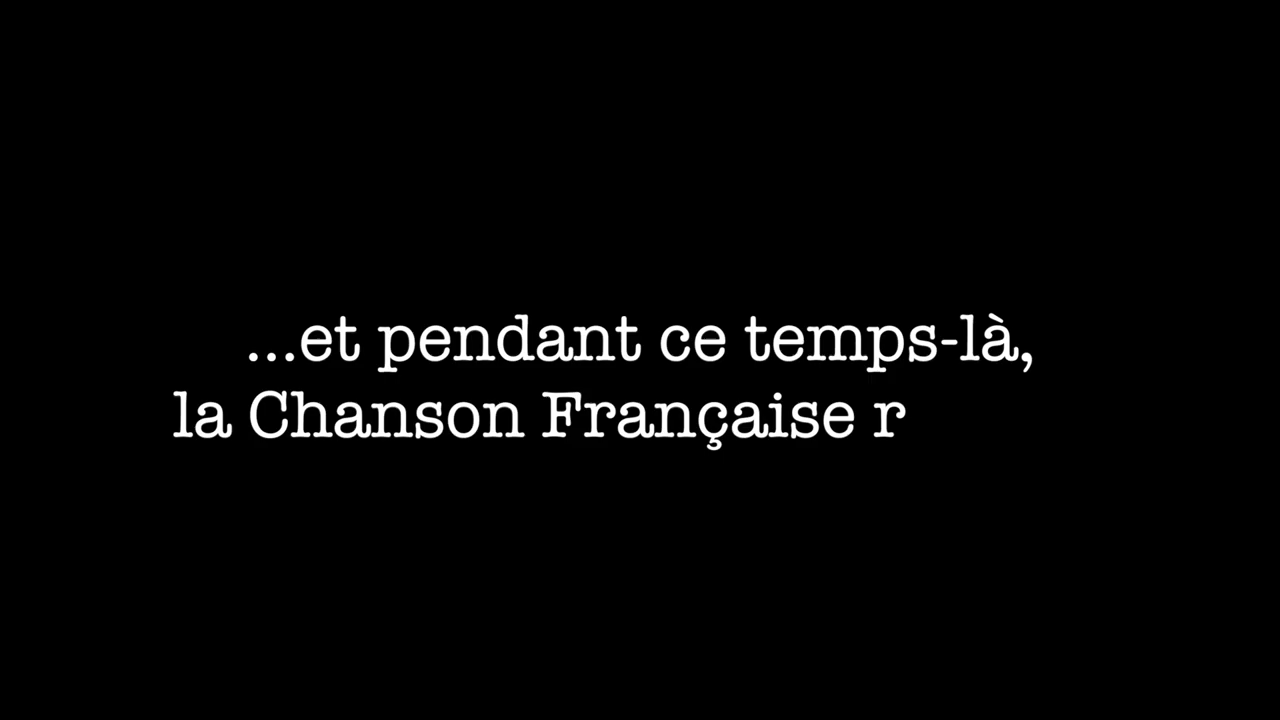 ...et pendant ce temps-là,
la Chanson Française r